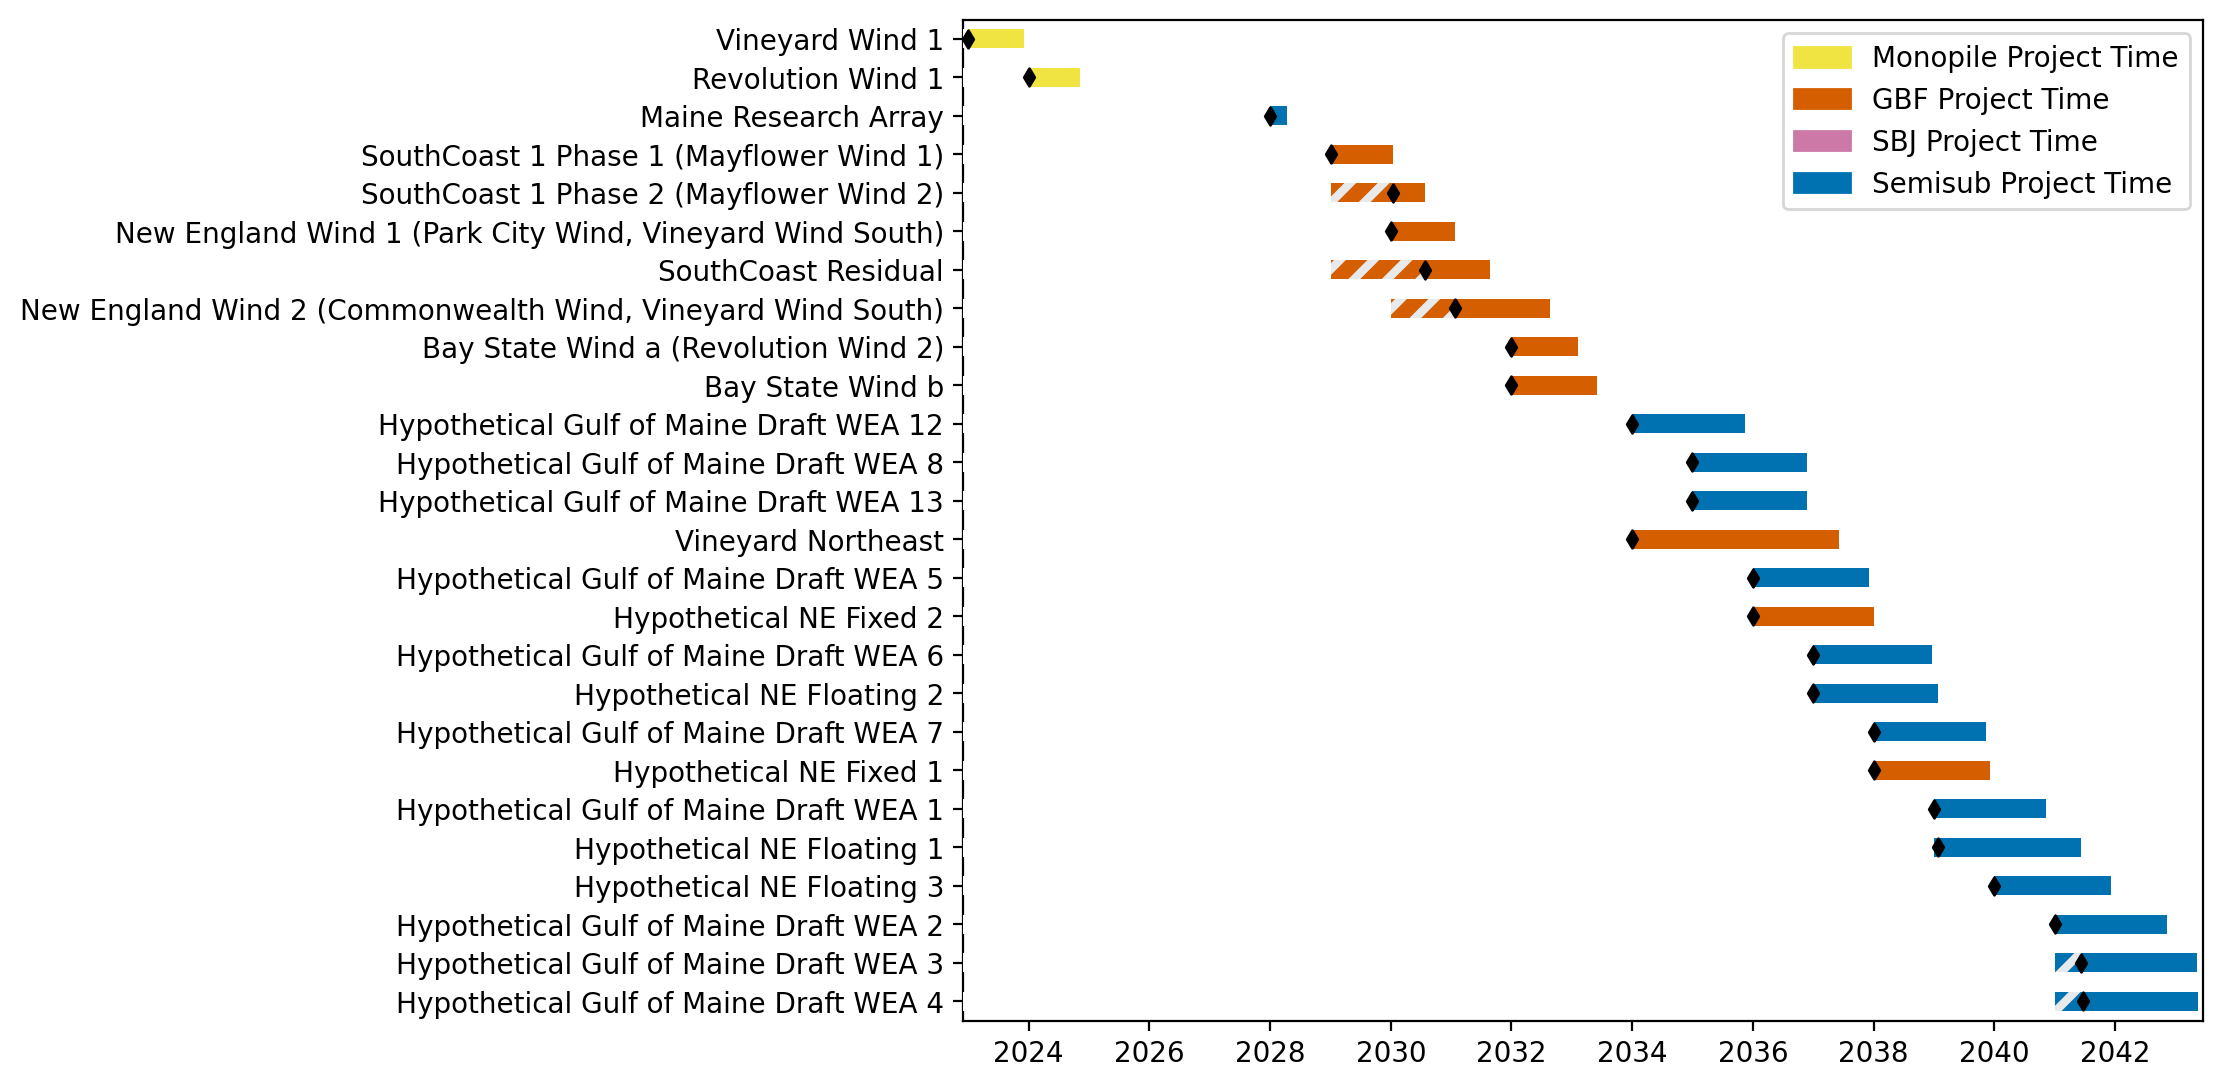 Vineyard Wind 1
Revolution Wind 1
Maine Research Array
SouthCoast 1 Phase 1 (Mayflower Wind 1)
SouthCoast 1 Phase 2 (Mayflower Wind 2)
New England Wind 1 (Park City Wind, Vineyard Wind South)
SouthCoast Residual
New England Wind 2 (Commonwealth Wind, Vineyard Wind South)
Bay State Wind a (Revolution Wind 2)
Bay State Wind b
Hypothetical Gulf of Maine Draft WEA 12
Hypothetical Gulf of Maine Draft WEA 8
Hypothetical Gulf of Maine Draft WEA 13
Vineyard Northeast
Hypothetical Gulf of Maine Draft WEA 5
Hypothetical NE Fixed 2
Hypothetical Gulf of Maine Draft WEA 6
Hypothetical NE Floating 2
Hypothetical Gulf of Maine Draft WEA 7
Hypothetical NE Fixed 1
Hypothetical Gulf of Maine Draft WEA 1
Hypothetical NE Floating 1
Hypothetical NE Floating 3
Hypothetical Gulf of Maine Draft WEA 2
Hypothetical Gulf of Maine Draft WEA 3
Hypothetical Gulf of Maine Draft WEA 4
Monopile Project Time
GBF Project Time
SBJ Project Time
Semisub Project Time
2024 2026 2028 2030 2032 2034 2036 2038 2040 2042